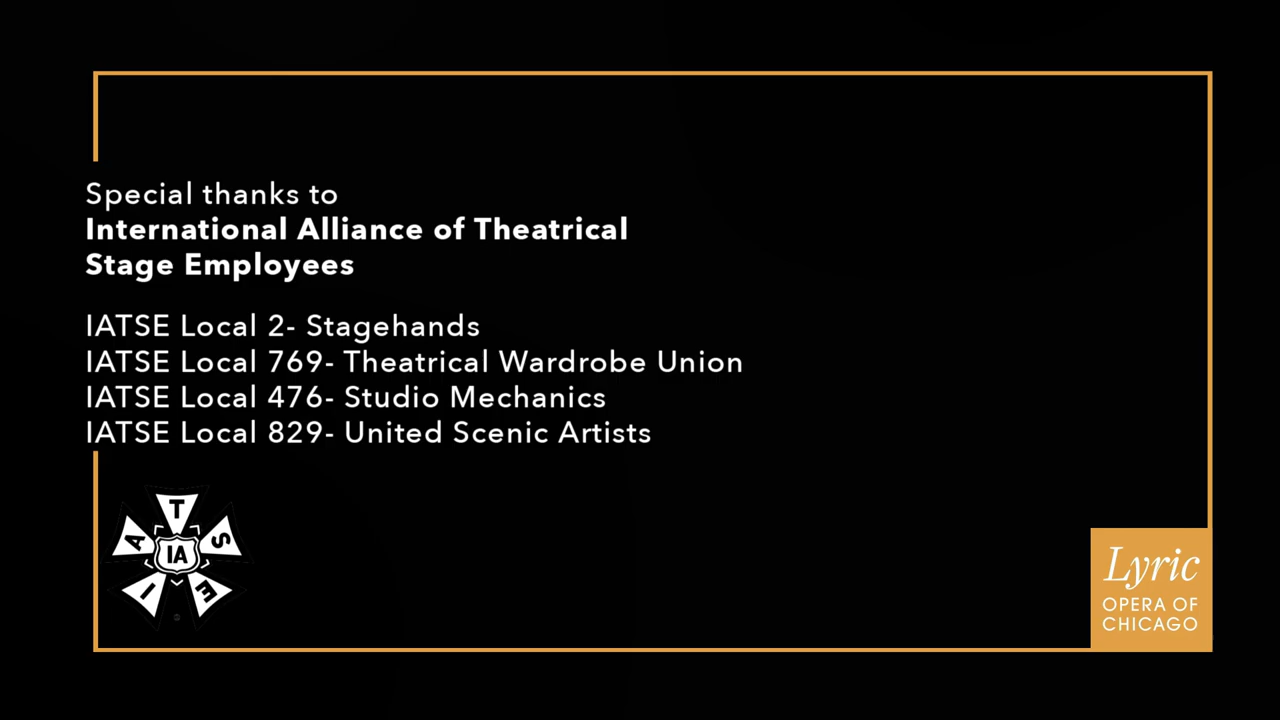 Special thanks to
International Alliance of Theatrical
Stage Employees
IATSE Local 2- Stagehands
IATSE Local 769- Theatrical Wardrobe Union
IATSE Local 476- Studio Mechanics
IATSE Local 829- United Scenic Artists
I A T S E
IA
Lyric
OPERA OF
CHICAGO